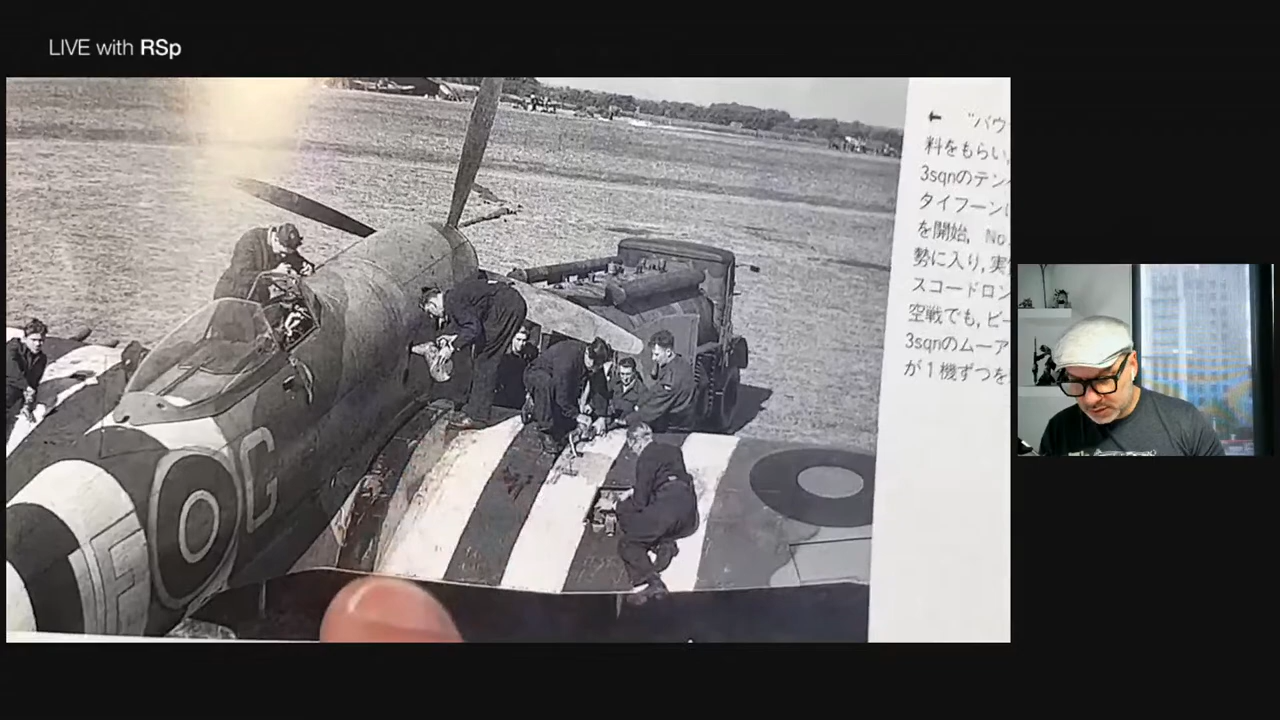 LIVE with RSp
← "バウ
料をもらい,
3sqnのテン
タイフーン
を開始, No.
勢に入り, 実
スコードロン
空戦でも, ビー
3sqnのムーア
が1機ずつを
G